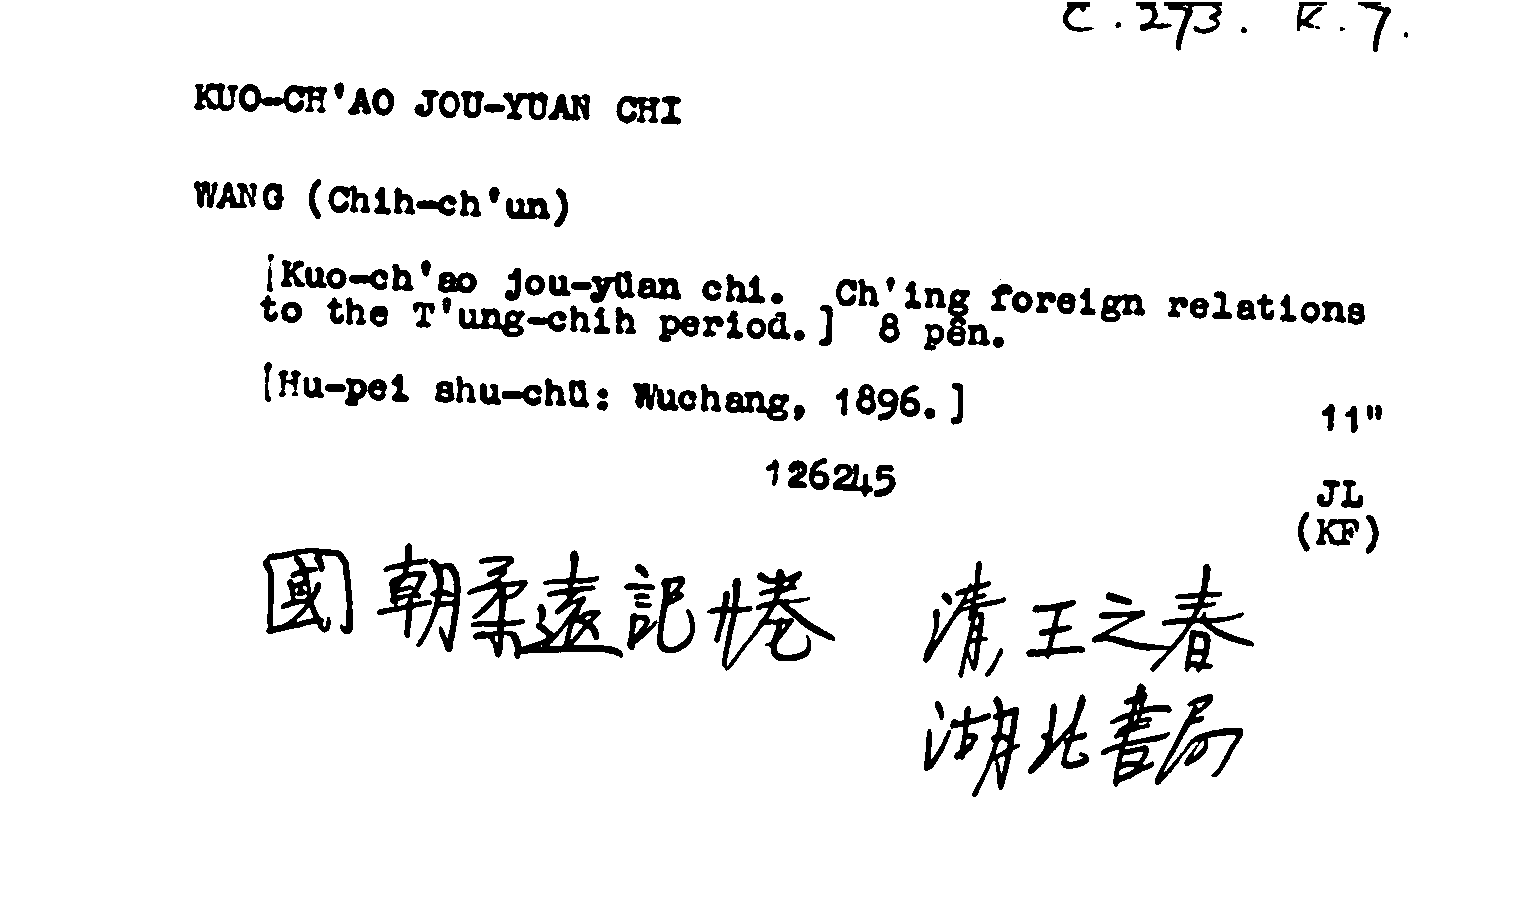 C. 273. K. 7.
KUO-CH'AO JOU-YUAN CHI
WANG (Chih-ch'un)
[Kuo-ch'ao jou-yüan chi. Ch'ing foreign relations
to the T'ung-chih period.] 8 pên.
[Hu-pei shu-chü: Wuchang, 1896.]
11"
126245
JL
(KF)
國朝柔遠記廾卷 清 王之春
湖北書局